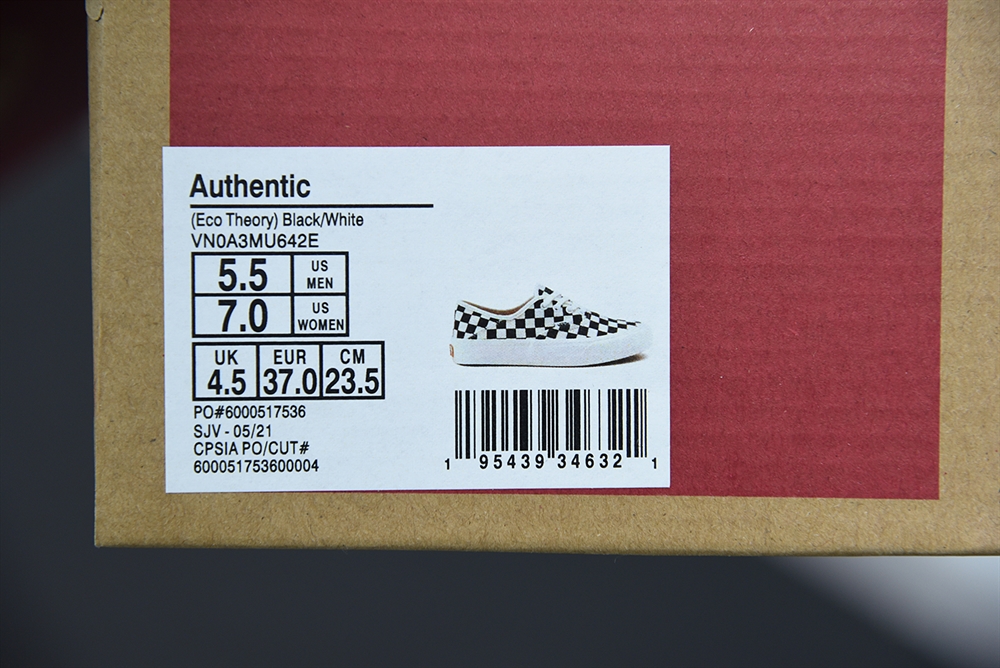 Authentic
(Eco Theory) Black/White
VN0A3MU642E
5.5 US MEN
7.0 US WOMEN
UK EUR CM
4.5 37.0 23.5
PO#6000517536
SJV - 05/21
CPSIA PO/CUT#
600051753600004
1 95439 34632 1